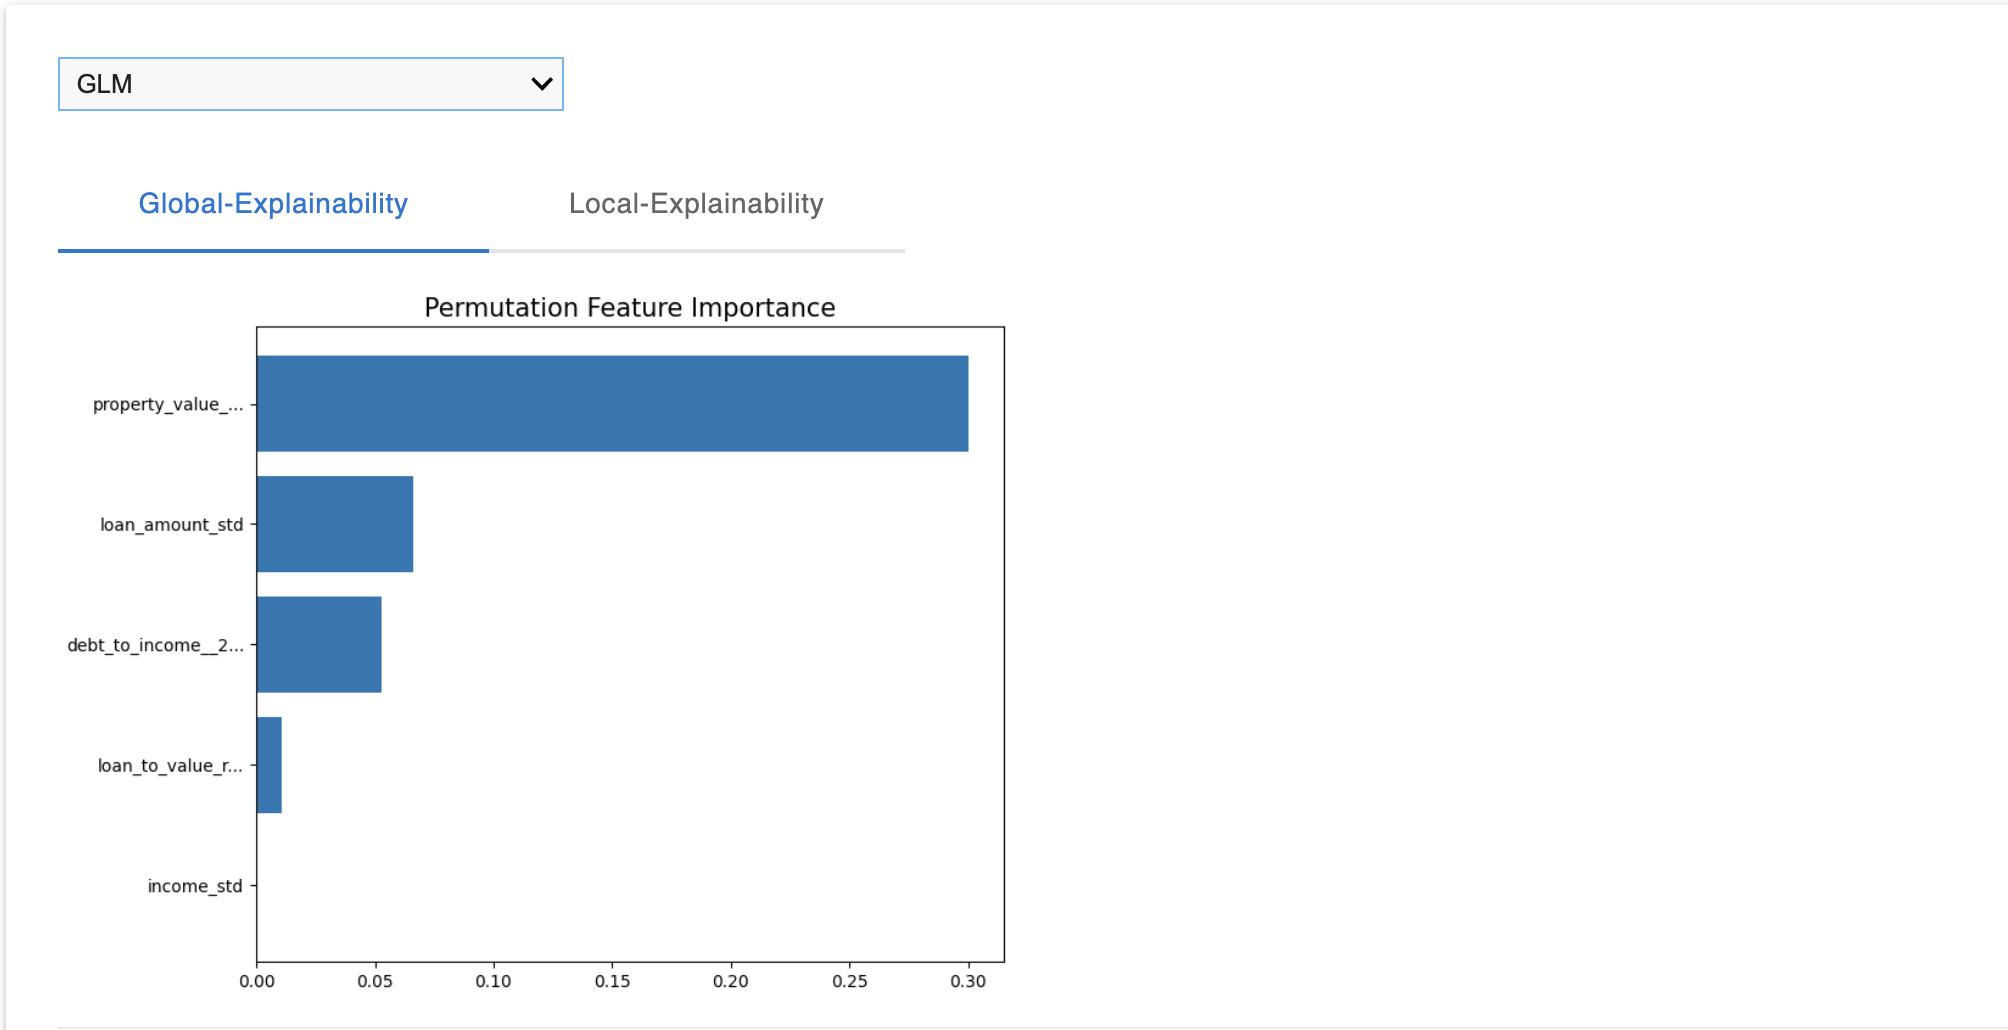 GLM
Global-Explainability Local-Explainability
Permutation Feature Importance
property_value_...
loan_amount_std
debt_to_income__2...
loan_to_value_r...
income_std
0.00 0.05 0.10 0.15 0.20 0.25 0.30